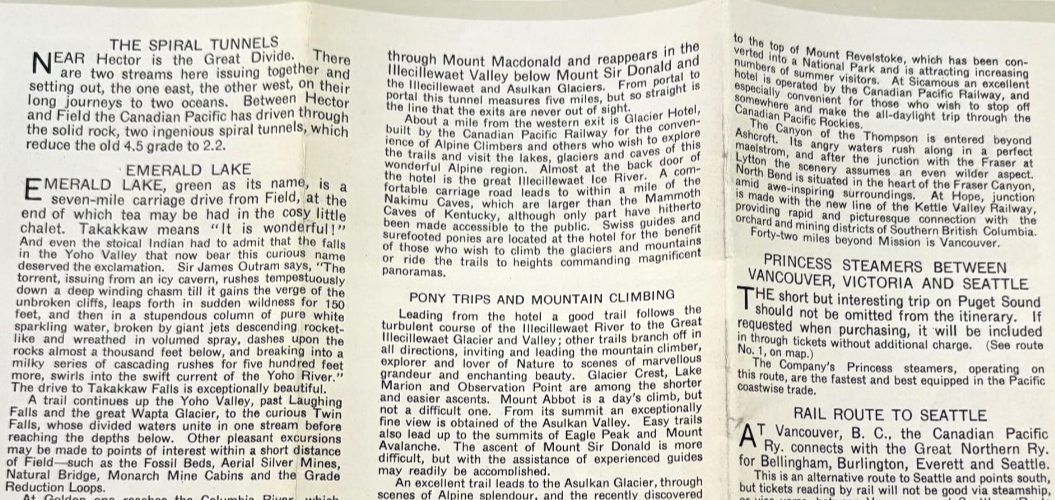 THE SPIRAL TUNNELS
NEAR Hector is the Great Divide. There
are two streams here issuing together and
setting out, the one east, the other west, on their
long journeys to two oceans. Between Hector
and Field the Canadian Pacific has driven through
the solid rock, two ingenious spiral tunnels, which
reduce the old 4.5 grade to 2.2.
EMERALD LAKE
EMERALD LAKE, green as its name, is a
seven-mile carriage drive from Field, at the
end of which tea may be had in the cosy little
chalet. Takakkaw means "It is wonderful!"
And even the stoical Indian had to admit that the falls
in the Yoho Valley that now bear this curious name
deserved the exclamation. Sir James Outram says, "The
torrent, issuing from an icy cavern, rushes tempestuously
down a deep winding chasm till it gains the verge of the
unbroken cliffs, leaps forth in sudden wildness for 150
feet, and then in a stupendous column of pure white
sparkling water, broken by giant jets descending rocket-
like and wreathed in volumed spray, dashes upon the
rocks almost a thousand feet below, and breaking into a
milky series of cascading rushes for five hundred feet
more, swirls into the swift current of the Yoho River."
The drive to Takakkaw Falls is exceptionally beautiful.
A trail continues up the Yoho Valley, past Laughing
Falls and the great Wapta Glacier, to the curious Twin
Falls, whose divided waters unite in one stream before
reaching the depths below. Other pleasant excursions
may be made to points of interest within a short distance
of Field—such as the Fossil Beds, Aerial Silver Mines,
Natural Bridge, Monarch Mine Cabins and the Grade
Reduction Loops.
At Golden one reaches the Columbia River, which
through Mount Macdonald and reappears in the
Illecillewaet Valley below Mount Sir Donald and
the Illecillewaet and Asulkan Glaciers. From portal to
portal this tunnel measures five miles, but so straight is
the line that the exits are never out of sight.
About a mile from the western exit is Glacier Hotel,
built by the Canadian Pacific Railway for the conven-
ience of Alpine Climbers and others who wish to explore
the trails and visit the lakes, glaciers and caves of this
wonderful Alpine region. Almost at the back door of
the hotel is the great Illecillewaet Ice River. A com-
fortable carriage road leads to within a mile of the
Nakimu Caves, which are larger than the Mammoth
Caves of Kentucky, although only part have hitherto
been made accessible to the public. Swiss guides and
surefooted ponies are located at the hotel for the benefit
of those who wish to climb the glaciers and mountains
or ride the trails to heights commanding magnificent
panoramas.
PONY TRIPS AND MOUNTAIN CLIMBING
Leading from the hotel a good trail follows the
turbulent course of the Illecillewaet River to the Great
Illecillewaet Glacier and Valley; other trails branch off in
all directions, inviting and leading the mountain climber,
explorer and lover of Nature to scenes of marvellous
grandeur and enchanting beauty. Glacier Crest, Lake
Marion and Observation Point are among the shorter
and easier ascents. Mount Abbot is a day's climb, but
not a difficult one. From its summit an exceptionally
fine view is obtained of the Asulkan Valley. Easy trails
also lead up to the summits of Eagle Peak and Mount
Avalanche. The ascent of Mount Sir Donald is more
difficult, but with the assistance of experienced guides
may readily be accomplished.
An excellent trail leads to the Asulkan Glacier, through
scenes of Alpine splendour, and the recently discovered
to the top of Mount Revelstoke, which has been con-
verted into a National Park and is attracting increasing
numbers of summer visitors. At Sicamous an excellent
hotel is operated by the Canadian Pacific Railway, and
especially convenient for those who wish to stop off
somewhere and make the all-daylight trip through the
Canadian Pacific Rockies.
The Canyon of the Thompson is entered beyond
Ashcroft. Its angry waters rush along in a perfect
maelstrom, and after the junction with the Fraser at
Lytton the scenery assumes an even wilder aspect.
North Bend is situated in the heart of the Fraser Canyon,
amid awe-inspiring surroundings. At Hope, junction
is made with the new line of the Kettle Valley Railway,
providing rapid and picturesque connection with the
orchard and mining districts of Southern British Columbia.
Forty-two miles beyond Mission is Vancouver.
PRINCESS STEAMERS BETWEEN
VANCOUVER, VICTORIA AND SEATTLE
THE short but interesting trip on Puget Sound
should not be omitted from the itinerary. If
requested when purchasing, it will be included
in through tickets without additional charge. (See route
No. 1, on map.)
The Company's Princess steamers, operating on
this route, are the fastest and best equipped in the Pacific
coastwise trade.
RAIL ROUTE TO SEATTLE
AT Vancouver, B. C., the Canadian Pacific
Ry. connects with the Great Northern Ry.
for Bellingham, Burlington, Everett and Seattle.
This is an alternative route to Seattle and points south,
but tickets reading by rail will not be good via steamship,